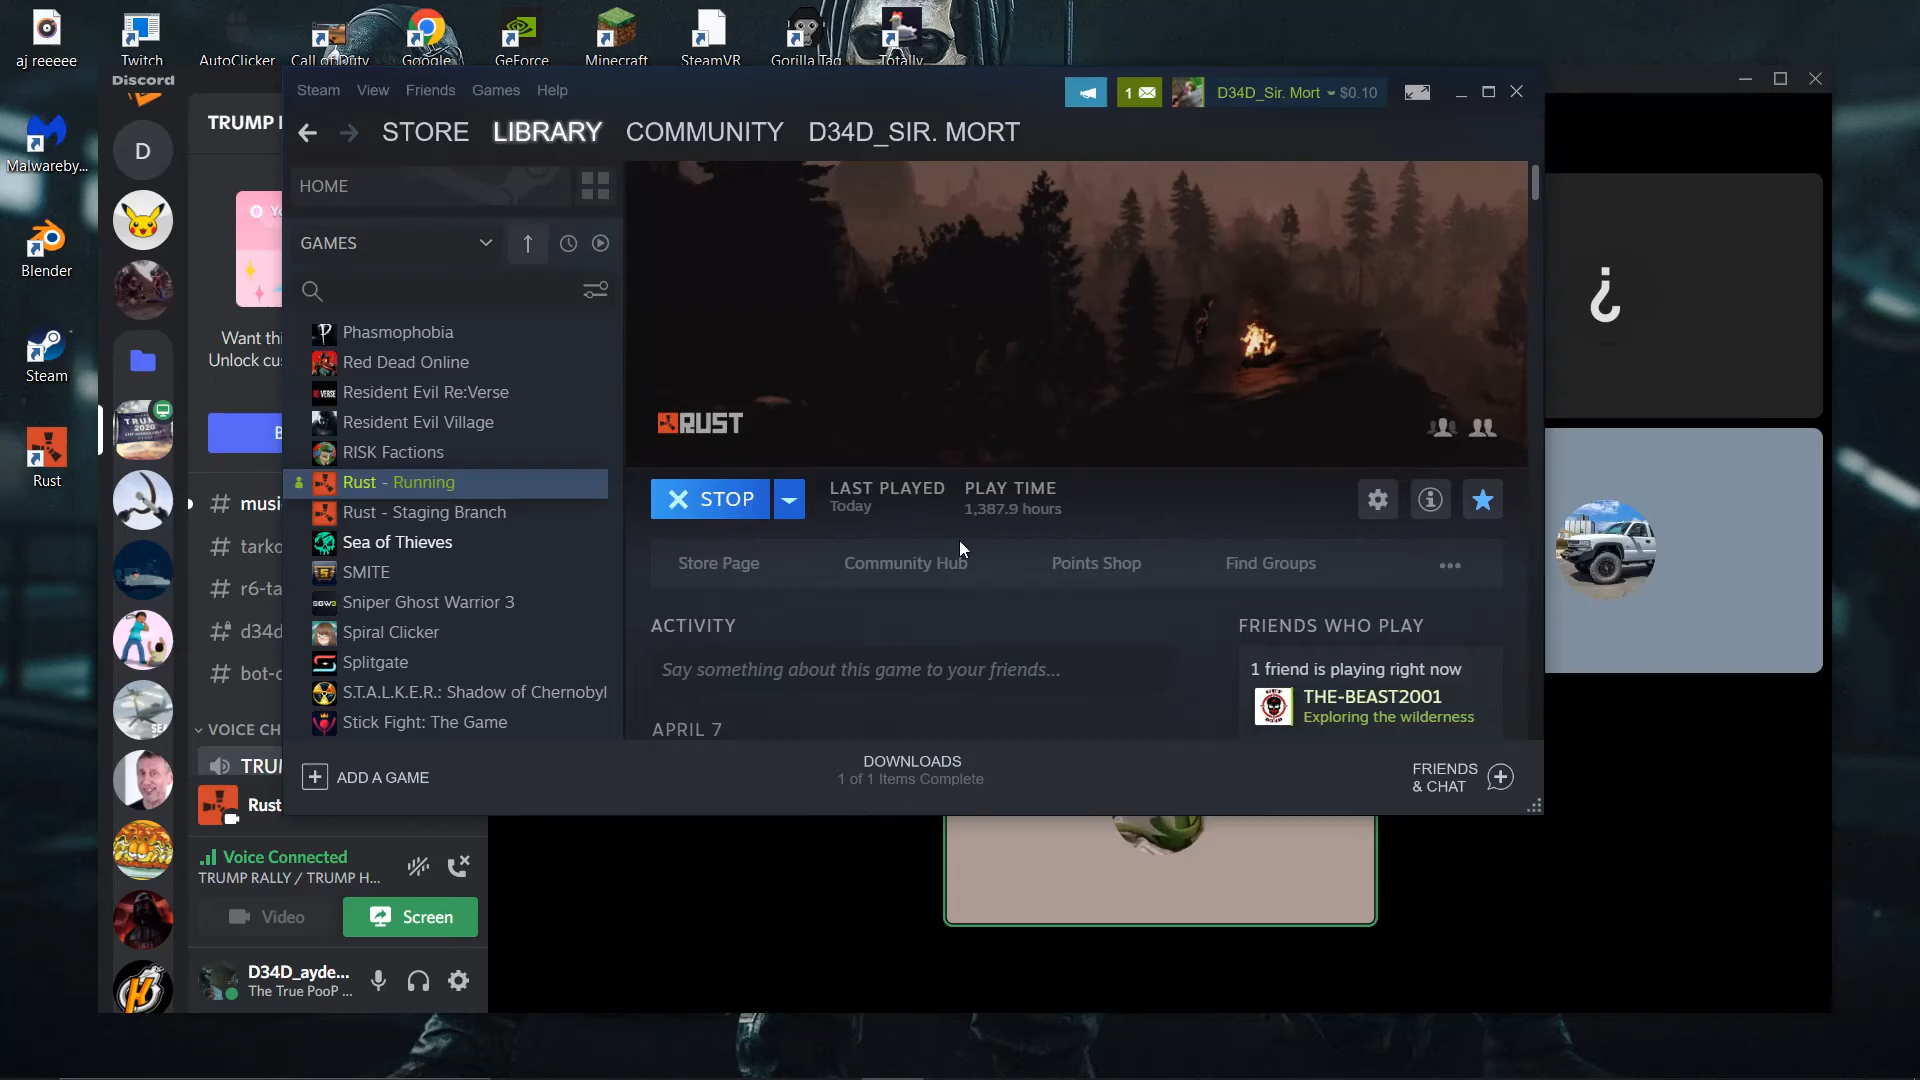 aj reeeee
Twitch
AutoClicker
Call of Duty
Google
GeForce
Minecraft
SteamVR
Gorilla Tag
Totally
Malwareby...
Blender
Steam
Rust
Discord
D
TRUMP
Want thi
Unlock cus
B
# musi
# tarko
# r6-ta
# d34d
# bot-c
VOICE CH
TRUM
Rust
Voice Connected
TRUMP RALLY / TRUMP H...
Video
Screen
D34D_ayde...
The True PooP ...
Steam View Friends Games Help
1
D34D_Sir. Mort $0.10
STORE LIBRARY COMMUNITY D34D_SIR. MORT
HOME
GAMES
Phasmophobia
Red Dead Online
Resident Evil Re:Verse
Resident Evil Village
RISK Factions
Rust - Running
Rust - Staging Branch
Sea of Thieves
SMITE
Sniper Ghost Warrior 3
Spiral Clicker
Splitgate
S.T.A.L.K.E.R.: Shadow of Chernobyl
Stick Fight: The Game
RUST
STOP
LAST PLAYED
Today
PLAY TIME
1,387.9 hours
Store Page Community Hub Points Shop Find Groups
ACTIVITY
Say something about this game to your friends...
APRIL 7
FRIENDS WHO PLAY
1 friend is playing right now
THE-BEAST2001
Exploring the wilderness
ADD A GAME
DOWNLOADS
1 of 1 Items Complete
FRIENDS
& CHAT
¿